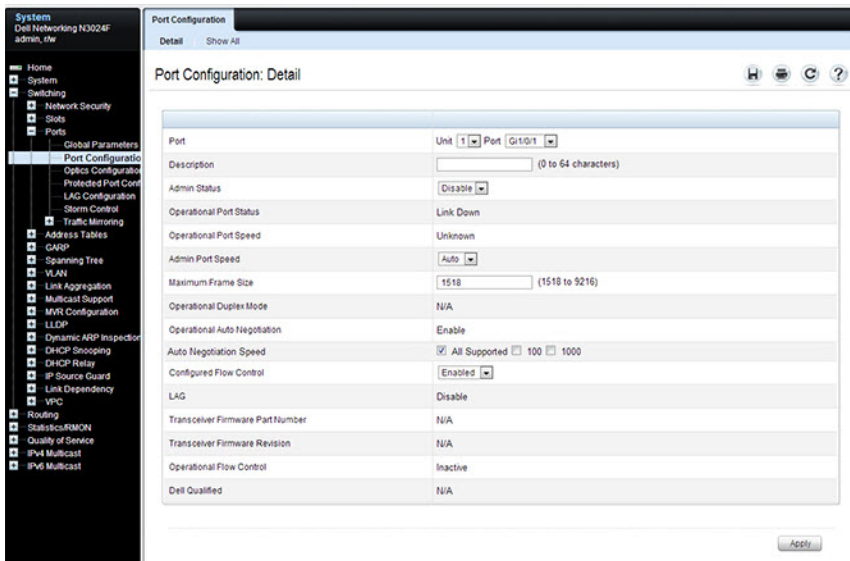 System
Dell Networking N3024F
admin, r/w
Home
System
Switching
Network Security
Slots
Ports
Global Parameters
Port Configuratio
Optics Configuration
Protected Port Conf
LAG Configuration
Storm Control
Traffic Mirroring
Address Tables
GARP
Spanning Tree
VLAN
Link Aggregation
Multicast Support
MVR Configuration
LLDP
Dynamic ARP Inspection
DHCP Snooping
DHCP Relay
IP Source Guard
Link Dependency
VPC
Routing
Statistics/RMON
Quality of Service
IPv4 Multicast
IPv6 Multicast
Port Configuration
Detail Show All
Port Configuration: Detail
?
Port Unit 1 Port Gi1/0/1
Description (0 to 64 characters)
Admin Status Disable
Operational Port Status Link Down
Operational Port Speed Unknown
Admin Port Speed Auto
Maximum Frame Size 1518 (1518 to 9216)
Operational Duplex Mode N/A
Operational Auto Negotiation Enable
Auto Negotiation Speed All Supported 100 1000
Configured Flow Control Enabled
LAG Disable
Transceiver Firmware Part Number N/A
Transceiver Firmware Revision N/A
Operational Flow Control Inactive
Dell Qualified N/A
Apply